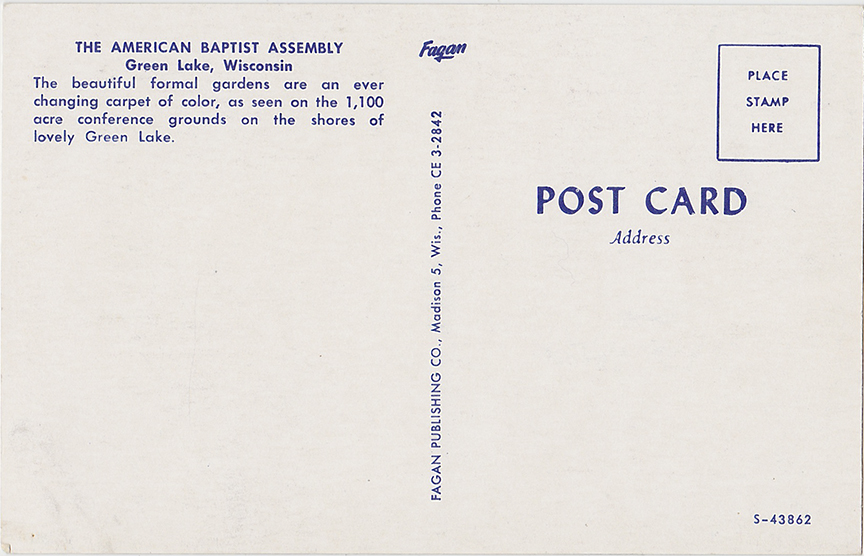 THE AMERICAN BAPTIST ASSEMBLY
Green Lake, Wisconsin
The beautiful formal gardens are an ever
changing carpet of color, as seen on the 1,100
acre conference grounds on the shores of
lovely Green Lake.
Fagan
FAGAN PUBLISHING CO., Madison 5, Wis., Phone CE 3-2842
PLACE
STAMP
HERE
POST CARD
Address
S-43862